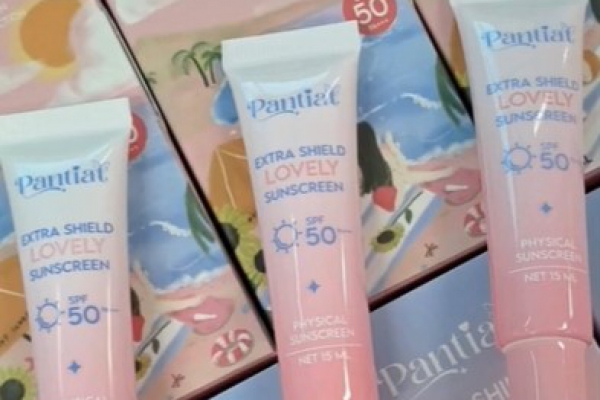 50
Pantiat
EXTRA SHIELD
LOVELY
SUNSCREEN
SPF
50
Pantiat
EXTRA SHIELD
LOVELY
SUNSCREEN
SPF
50
PHYSICAL
SUNSCREEN
NET 15 ML
Pantiat
EXTRA SHIELD
LOVELY
SUNSCREEN
SPF
50
PHYSICAL
SUNSCREEN
NET 15 ML
Pantiat